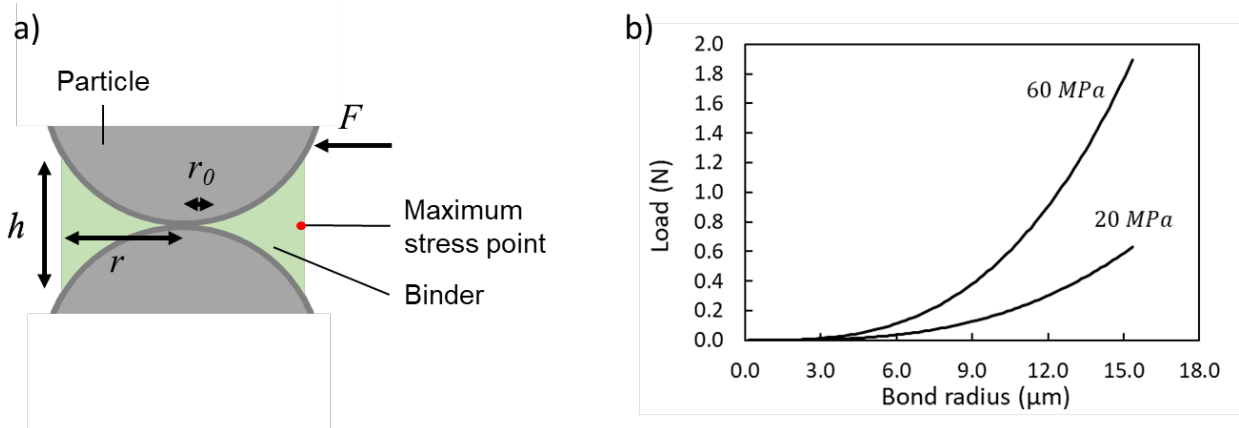 a)
Particle
F
r0
h
r
Maximum
stress point
Binder
b)
Load (N)
2.0
1.8
1.6
1.4
1.2
1.0
0.8
0.6
0.4
0.2
0.0
60 MPa
20 MPa
0.0 3.0 6.0 9.0 12.0 15.0 18.0
Bond radius (µm)